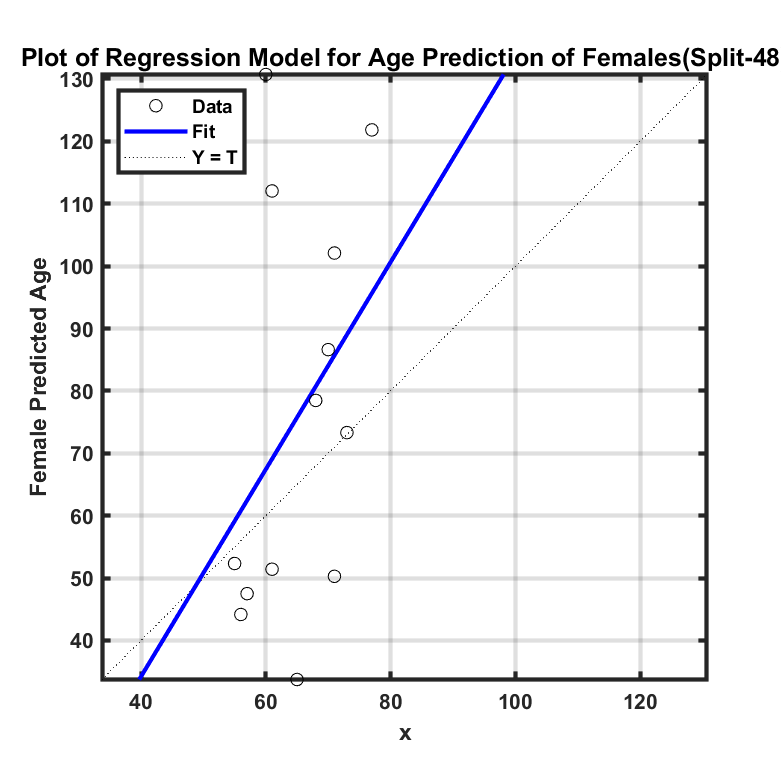 Plot of Regression Model for Age Prediction of Females(Split-48
130
120
110
100
90
80
70
60
50
40
Data
Fit
Y = T
Female Predicted Age
40 60 80 100 120
x